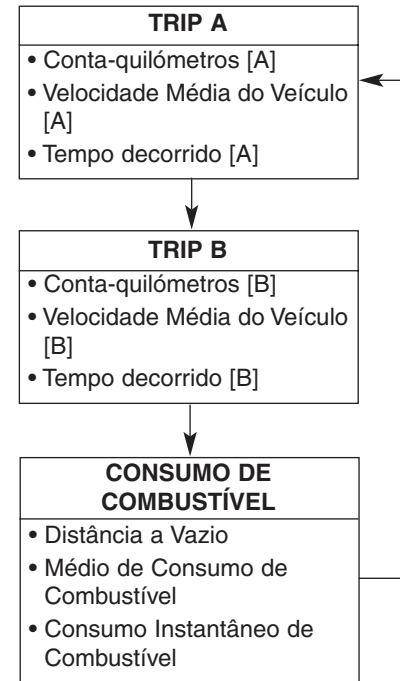 TRIP A
• Conta-quilómetros [A]
• Velocidade Média do Veículo
[A]
• Tempo decorrido [A]
TRIP B
• Conta-quilómetros [B]
• Velocidade Média do Veículo
[B]
• Tempo decorrido [B]
CONSUMO DE
COMBUSTÍVEL
• Distância a Vazio
• Médio de Consumo de
Combustível
• Consumo Instantâneo de
Combustível